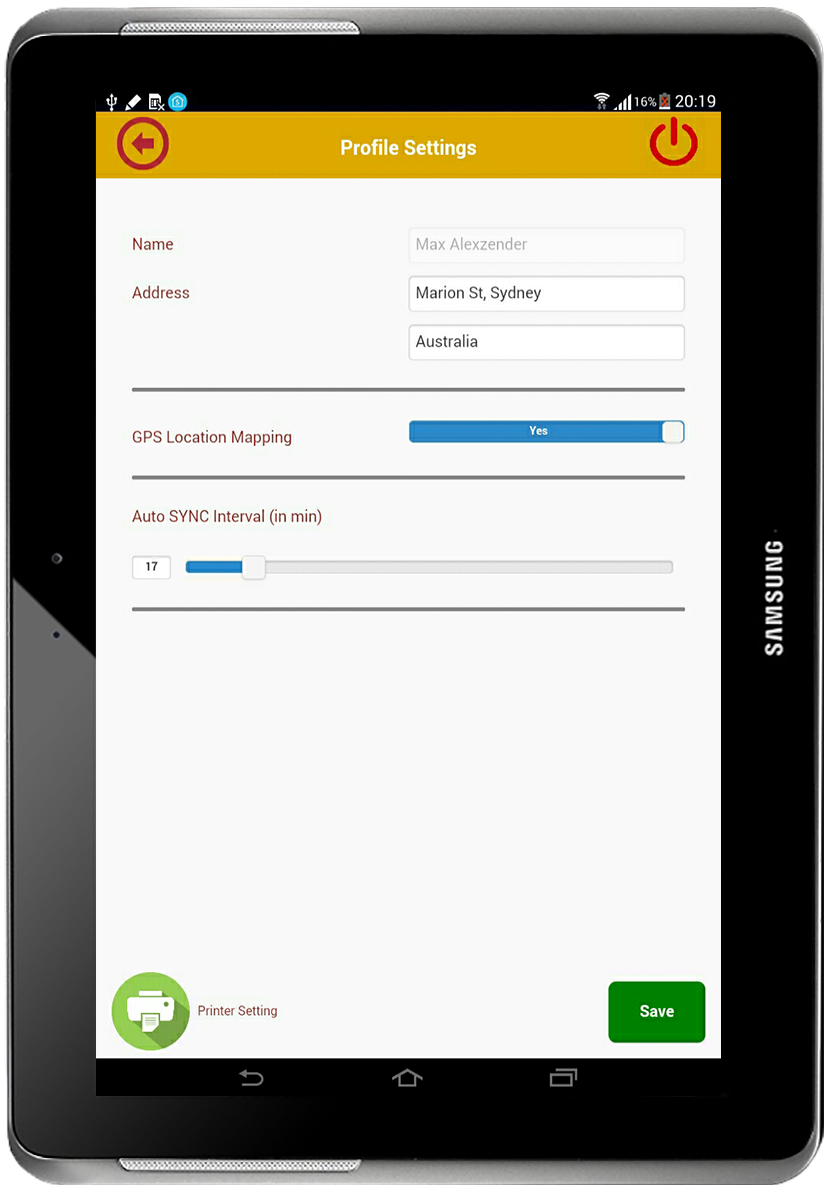 16% 20:19
Profile Settings
Name Max Alexzender
Address Marion St, Sydney
Australia
GPS Location Mapping Yes
Auto SYNC Interval (in min)
17
Printer Setting Save
SAMSUNG